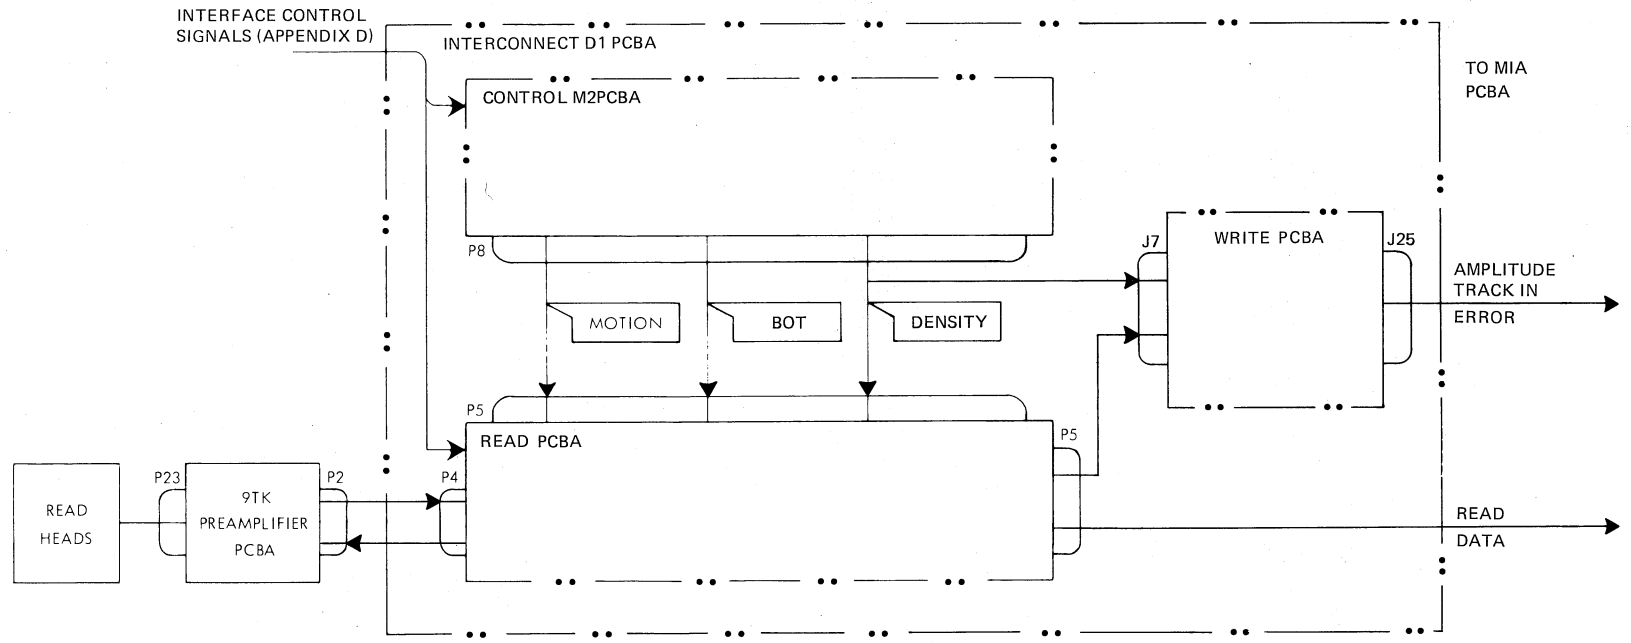 INTERFACE CONTROL
SIGNALS (APPENDIX D)
INTERCONNECT D1 PCBA
TO MIA
PCBA
CONTROL M2PCBA
P8
J7
WRITE PCBA
J25
AMPLITUDE
TRACK IN
ERROR
MOTION
BOT
DENSITY
P5
READ PCBA
P5
P23
P2
P4
READ
HEADS
9TK
PREAMPLIFIER
PCBA
READ
DATA